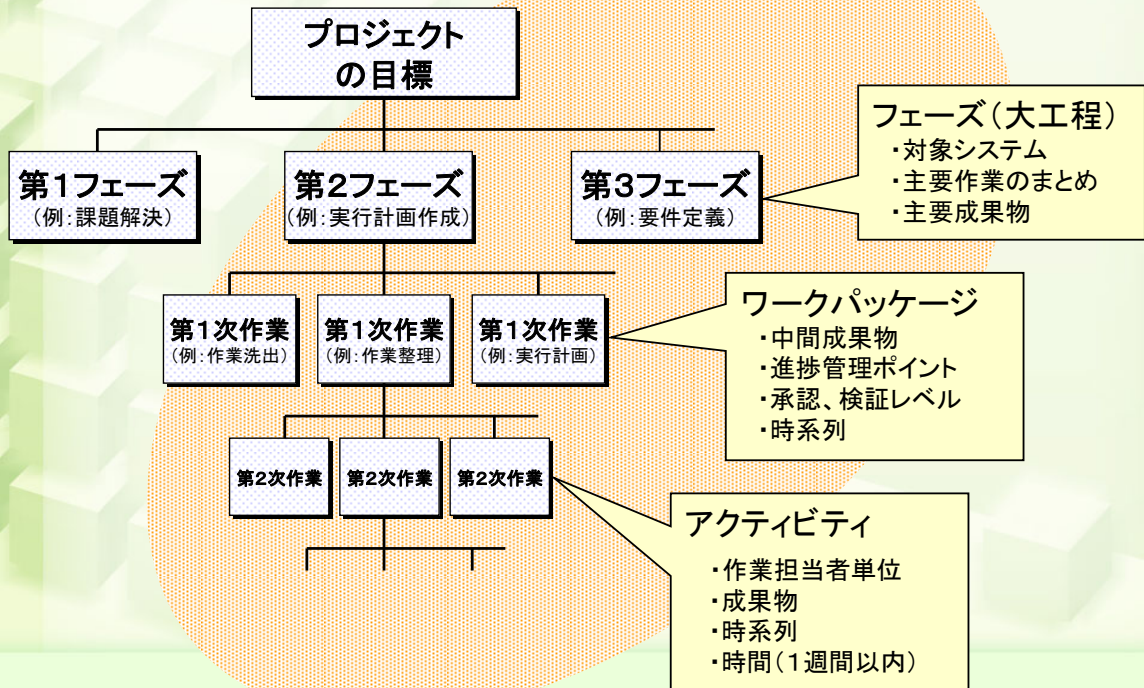 プロジェクト
の目標
第1フェーズ
（例：課題解決）
第2フェーズ
（例：実行計画作成）
第3フェーズ
（例：要件定義）
フェーズ（大工程）
・対象システム
・主要作業のまとめ
・主要成果物
第1次作業
（例：作業洗出）
第1次作業
（例：作業整理）
第1次作業
（例：実行計画）
ワークパッケージ
・中間成果物
・進捗管理ポイント
・承認、検証レベル
・時系列
第2次作業
第2次作業
第2次作業
アクティビティ
・作業担当者単位
・成果物
・時系列
・時間（１週間以内）